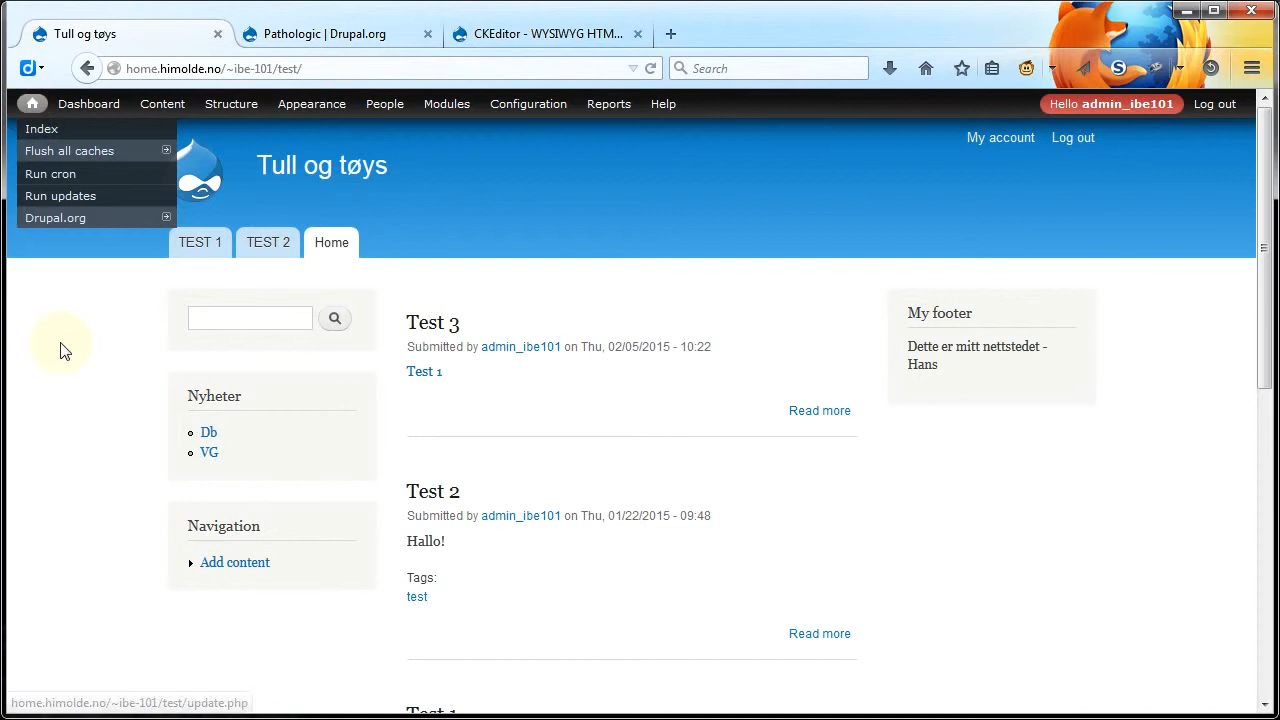 Tull og tøys
Pathologic | Drupal.org
CKEditor - WYSIWYG HTM...
home.himolde.no/~ibe-101/test/
Search
Dashboard Content Structure Appearance People Modules Configuration Reports Help
Hello admin_ibe101 Log out
Index
Flush all caches
Run cron
Run updates
Drupal.org
My account Log out
Tull og tøys
TEST 1 TEST 2 Home
Nyheter
Db
VG
Navigation
Add content
Test 3
Submitted by admin_ibe101 on Thu, 02/05/2015 - 10:22
Test 1
Read more
Test 2
Submitted by admin_ibe101 on Thu, 01/22/2015 - 09:48
Hallo!
Tags:
test
Read more
My footer
Dette er mitt nettstedet -
Hans
home.himolde.no/~ibe-101/test/update.php